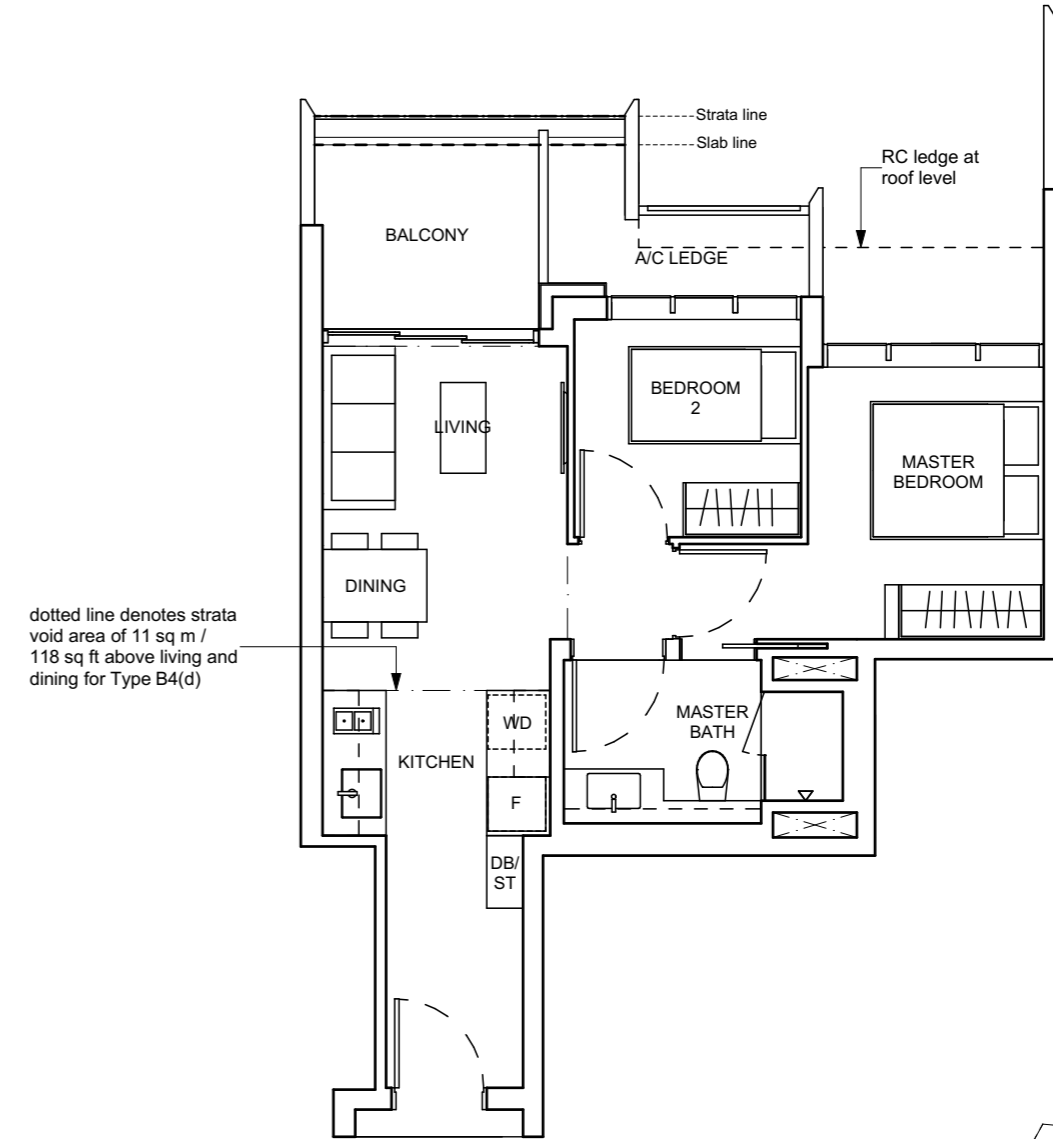 Strata line
Slab line
RC ledge at
roof level
BALCONY
A/C LEDGE
BEDROOM
2
LIVING
MASTER
BEDROOM
DINING
dotted line denotes strata
void area of 11 sq m /
118 sq ft above living and
dining for Type B4(d)
MASTER
BATH
WD
KITCHEN
F
DB/
ST